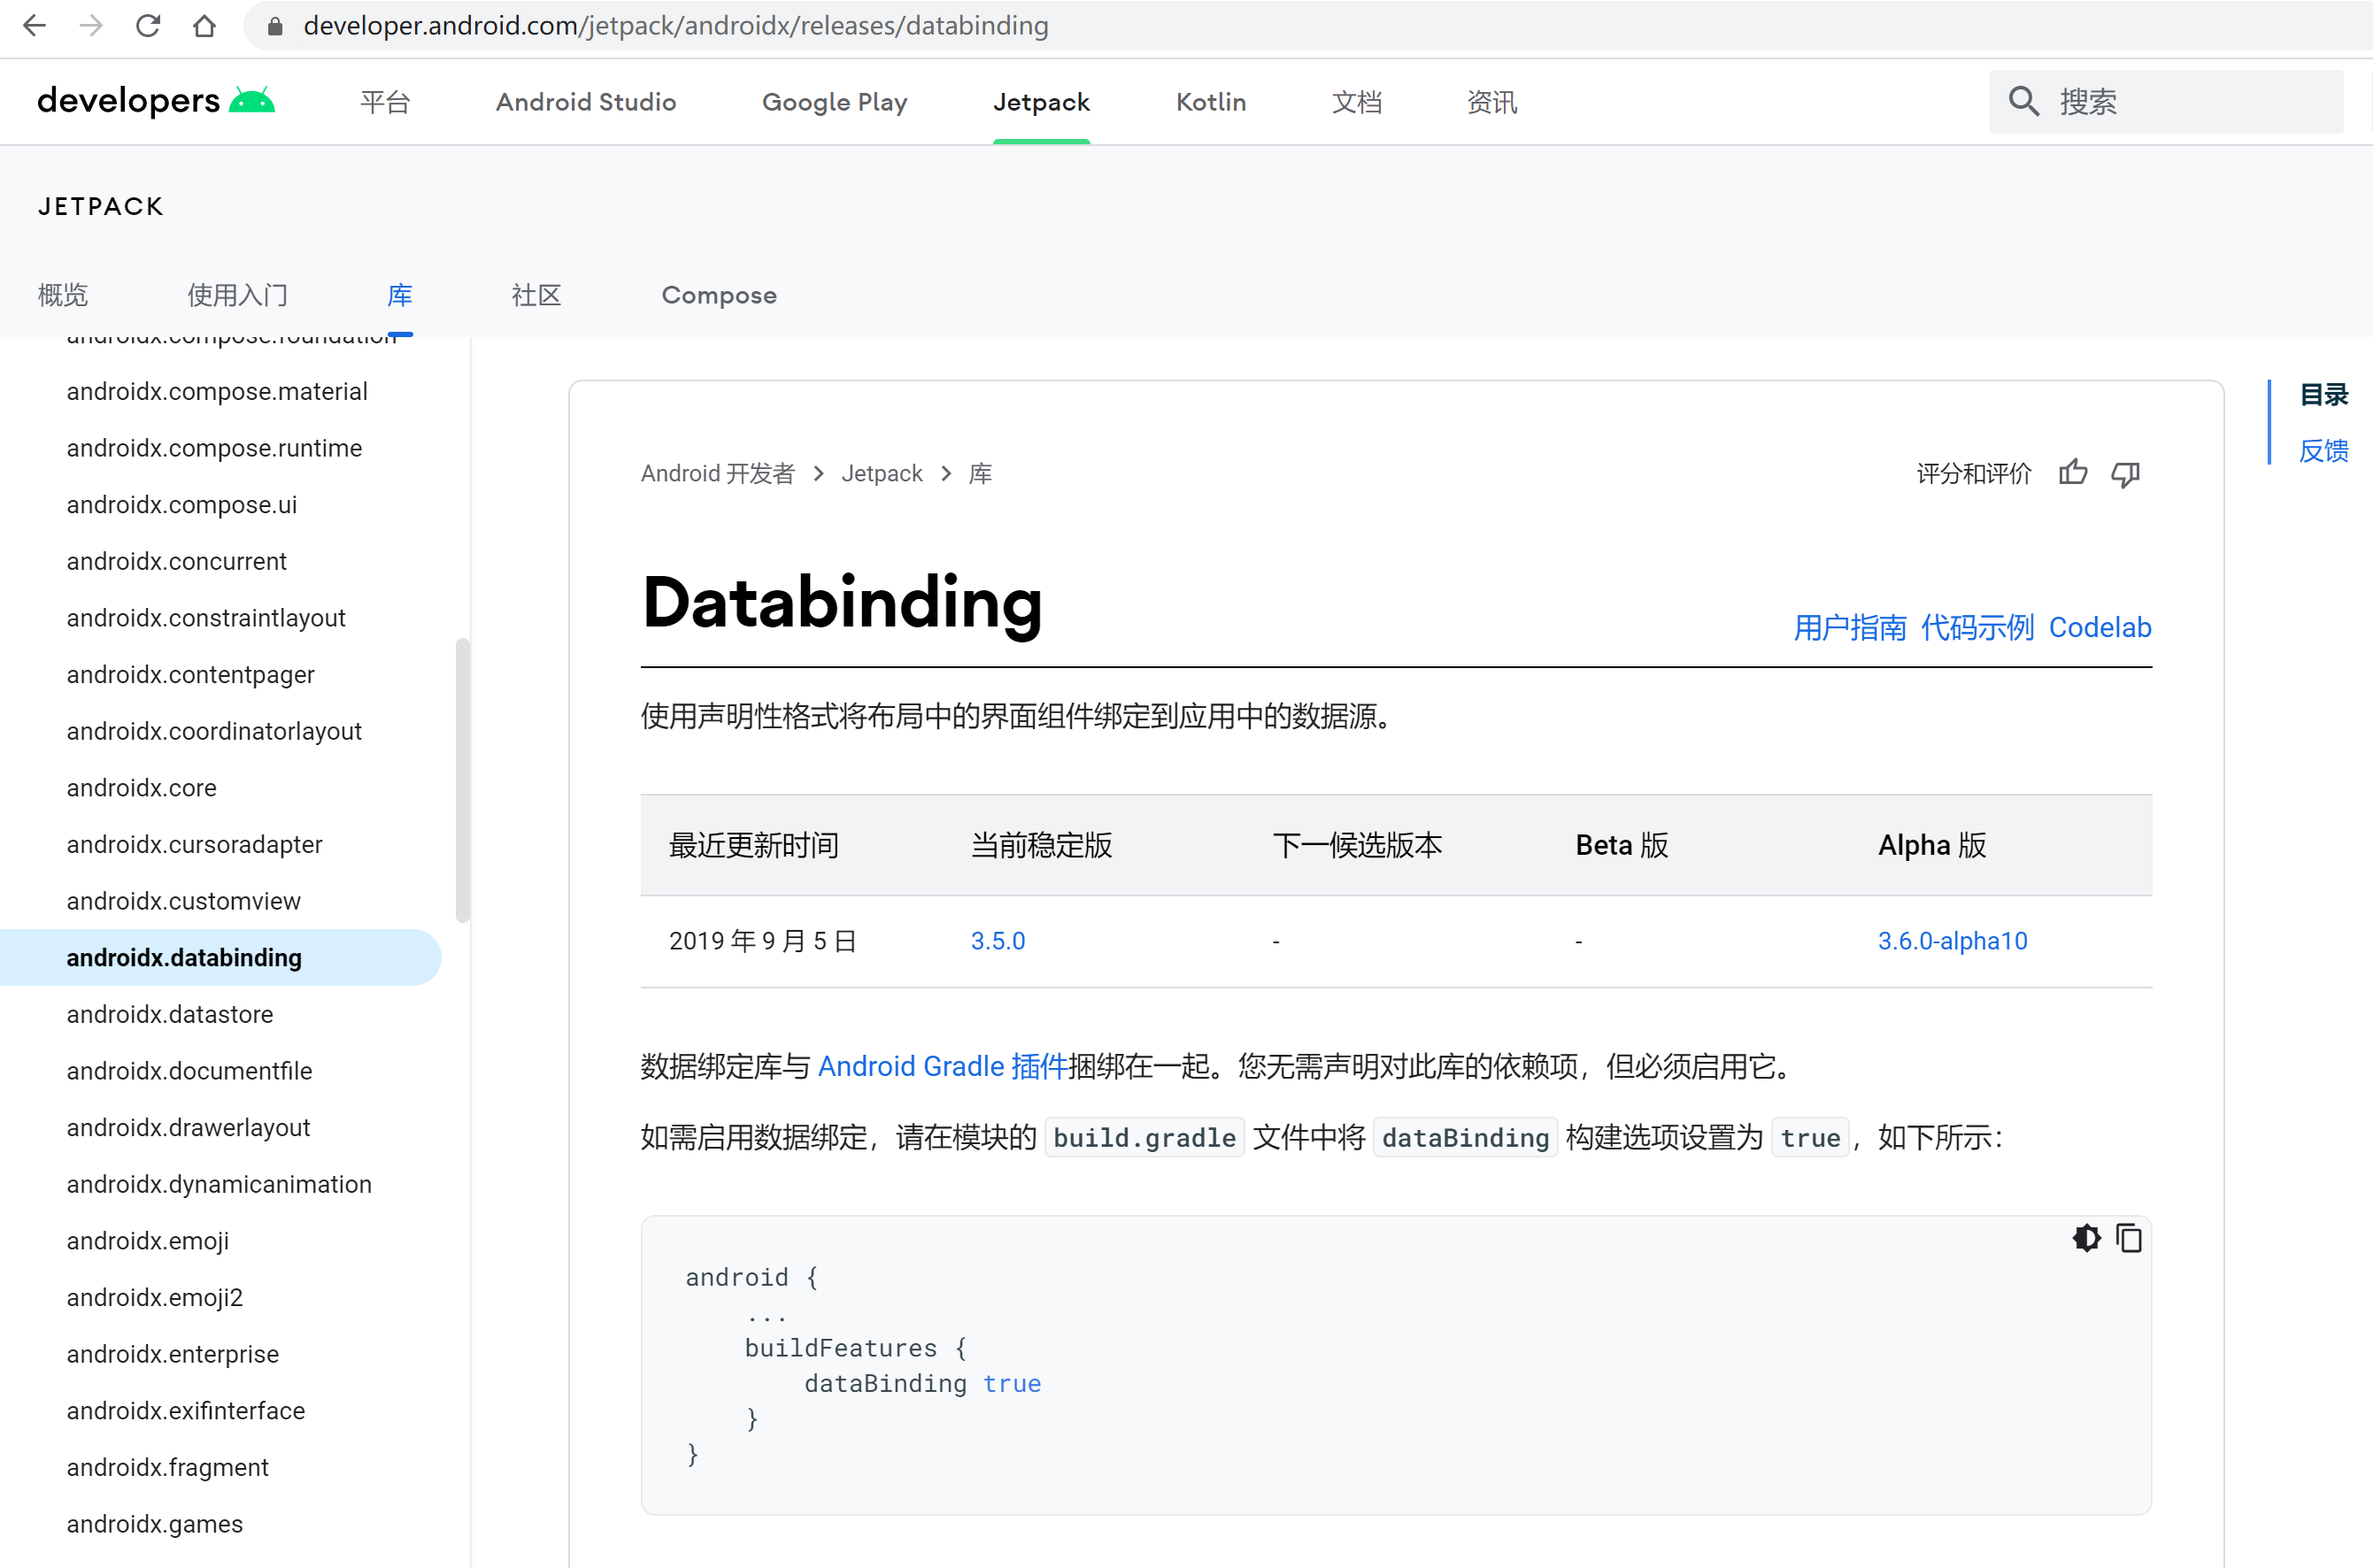 developer.android.com/jetpack/androidx/releases/databinding
developers
平台
Android Studio
Google Play
Jetpack
Kotlin
文档
资讯
搜索
JETPACK
概览
使用入门
库
社区
Compose
androidx.compose.foundation
androidx.compose.material
androidx.compose.runtime
androidx.compose.ui
androidx.concurrent
androidx.constraintlayout
androidx.contentpager
androidx.coordinatorlayout
androidx.core
androidx.cursoradapter
androidx.customview
androidx.databinding
androidx.datastore
androidx.documentfile
androidx.drawerlayout
androidx.dynamicanimation
androidx.emoji
androidx.emoji2
androidx.enterprise
androidx.exifinterface
androidx.fragment
androidx.games
Android 开发者 > Jetpack > 库
评分和评价
Databinding
用户指南 代码示例 Codelab
使用声明性格式将布局中的界面组件绑定到应用中的数据源。
最近更新时间 当前稳定版 下一候选版本 Beta 版 Alpha 版
2019 年 9 月 5 日 3.5.0 - - 3.6.0-alpha10
数据绑定库与 Android Gradle 插件捆绑在一起。您无需声明对此库的依赖项，但必须启用它。
如需启用数据绑定，请在模块的 build.gradle 文件中将 dataBinding 构建选项设置为 true，如下所示：
android {
    ...
    buildFeatures {
        dataBinding true
    }
}
目录
反馈